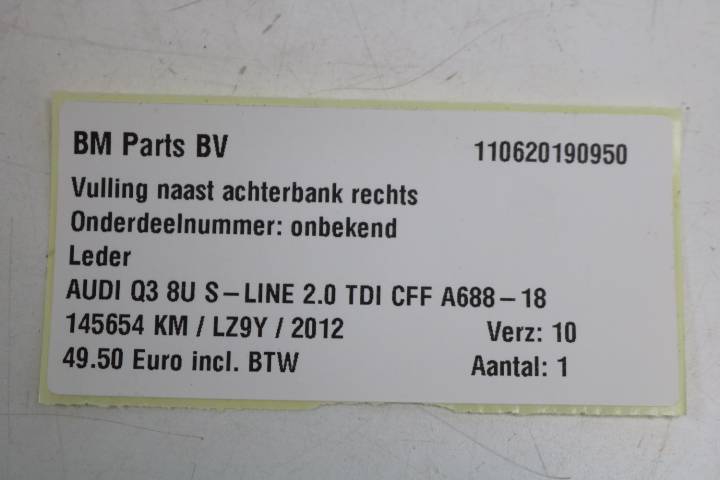 BM Parts BV 110620190950
Vulling naast achterbank rechts
Onderdeelnummer: onbekend
Leder
AUDI Q3 8U S-LINE 2.0 TDI CFF A688-18
145654 KM / LZ9Y / 2012 Verz: 10
49.50 Euro incl. BTW Aantal: 1